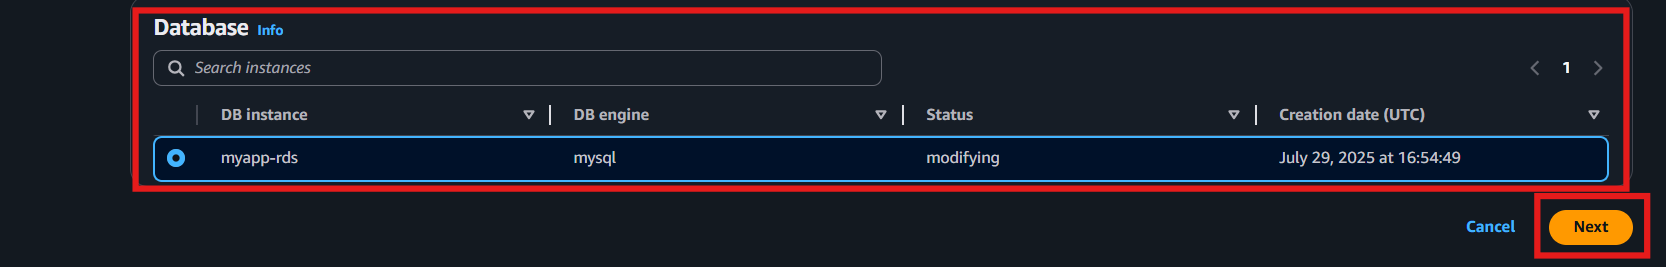 Database Info
Search instances
1
DB instance DB engine Status Creation date (UTC)
myapp-rds mysql modifying July 29, 2025 at 16:54:49
Cancel Next